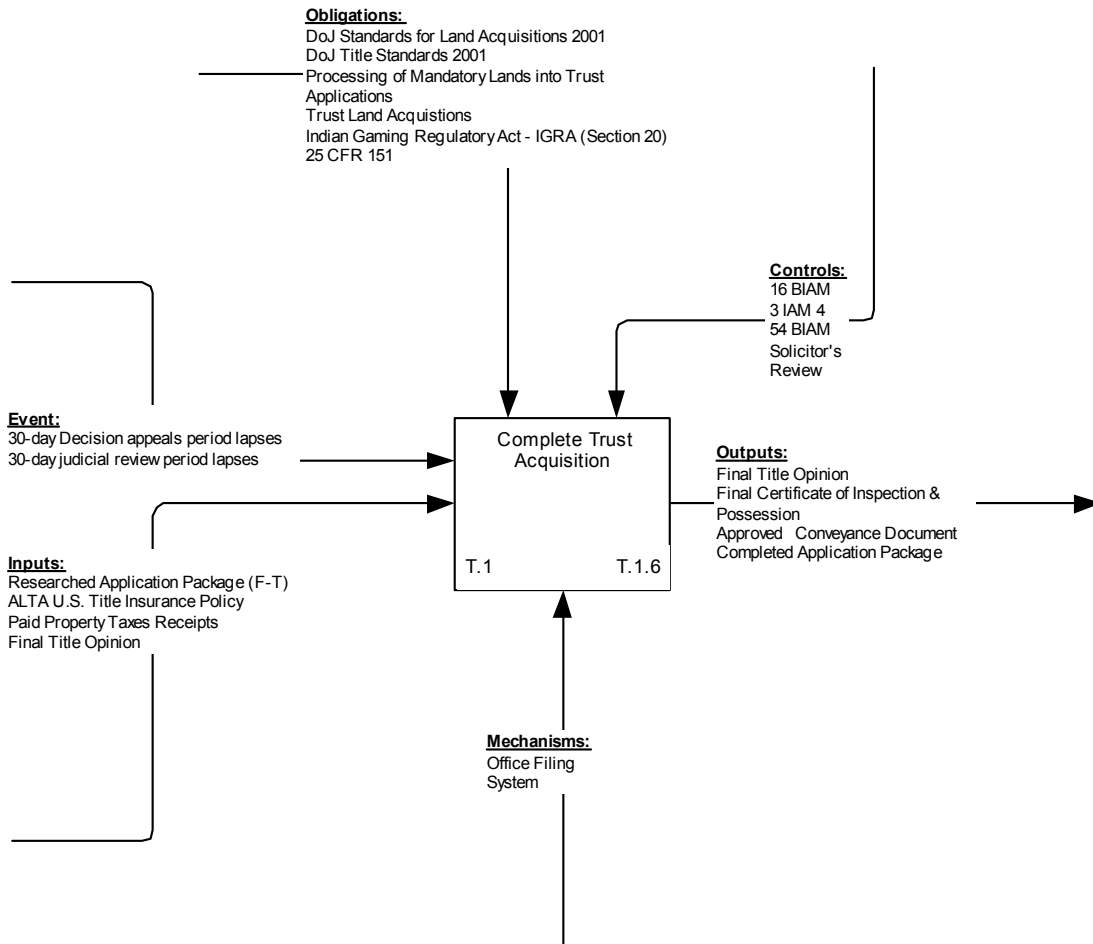 Obligations:
DoJ Standards for Land Acquisitions 2001
DoJ Title Standards 2001
Processing of Mandatory Lands into Trust
Applications
Trust Land Acquistions
Indian Gaming Regulatory Act - IGRA (Section 20)
25 CFR 151
Controls:
16 BIAM
3 IAM 4
54 BIAM
Solicitor's
Review
Event:
30-day Decision appeals period lapses
30-day judicial review period lapses
Complete Trust
Acquisition
T.1 T.1.6
Outputs:
Final Title Opinion
Final Certificate of Inspection &
Possession
Approved Conveyance Document
Completed Application Package
Inputs:
Researched Application Package (F-T)
ALTA U.S. Title Insurance Policy
Paid Property Taxes Receipts
Final Title Opinion
Mechanisms:
Office Filing
System